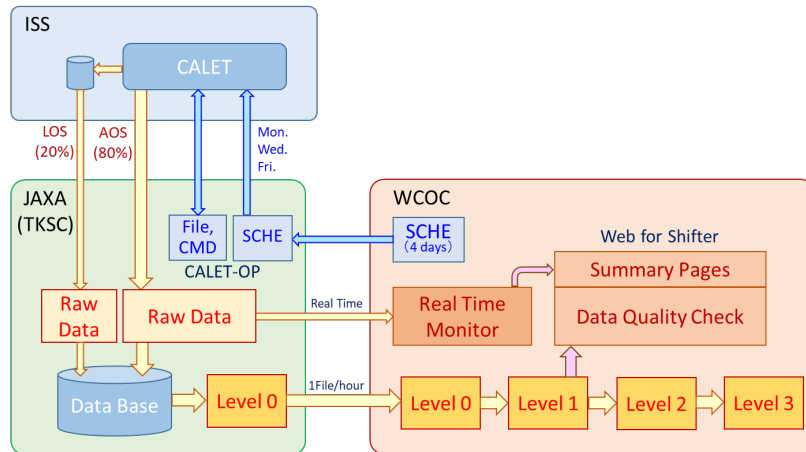 ISS
CALET
LOS
(20%)
AOS
(80%)
Mon.
Wed.
Fri.
JAXA
(TKSC)
File,
CMD
SCHE
CALET-OP
WCOC
SCHE
(4 days)
Web for Shifter
Summary Pages
Data Quality Check
Raw
Data
Raw Data
Real Time
Real Time
Monitor
Data Base
Level 0
1File/hour
Level 0
Level 1
Level 2
Level 3